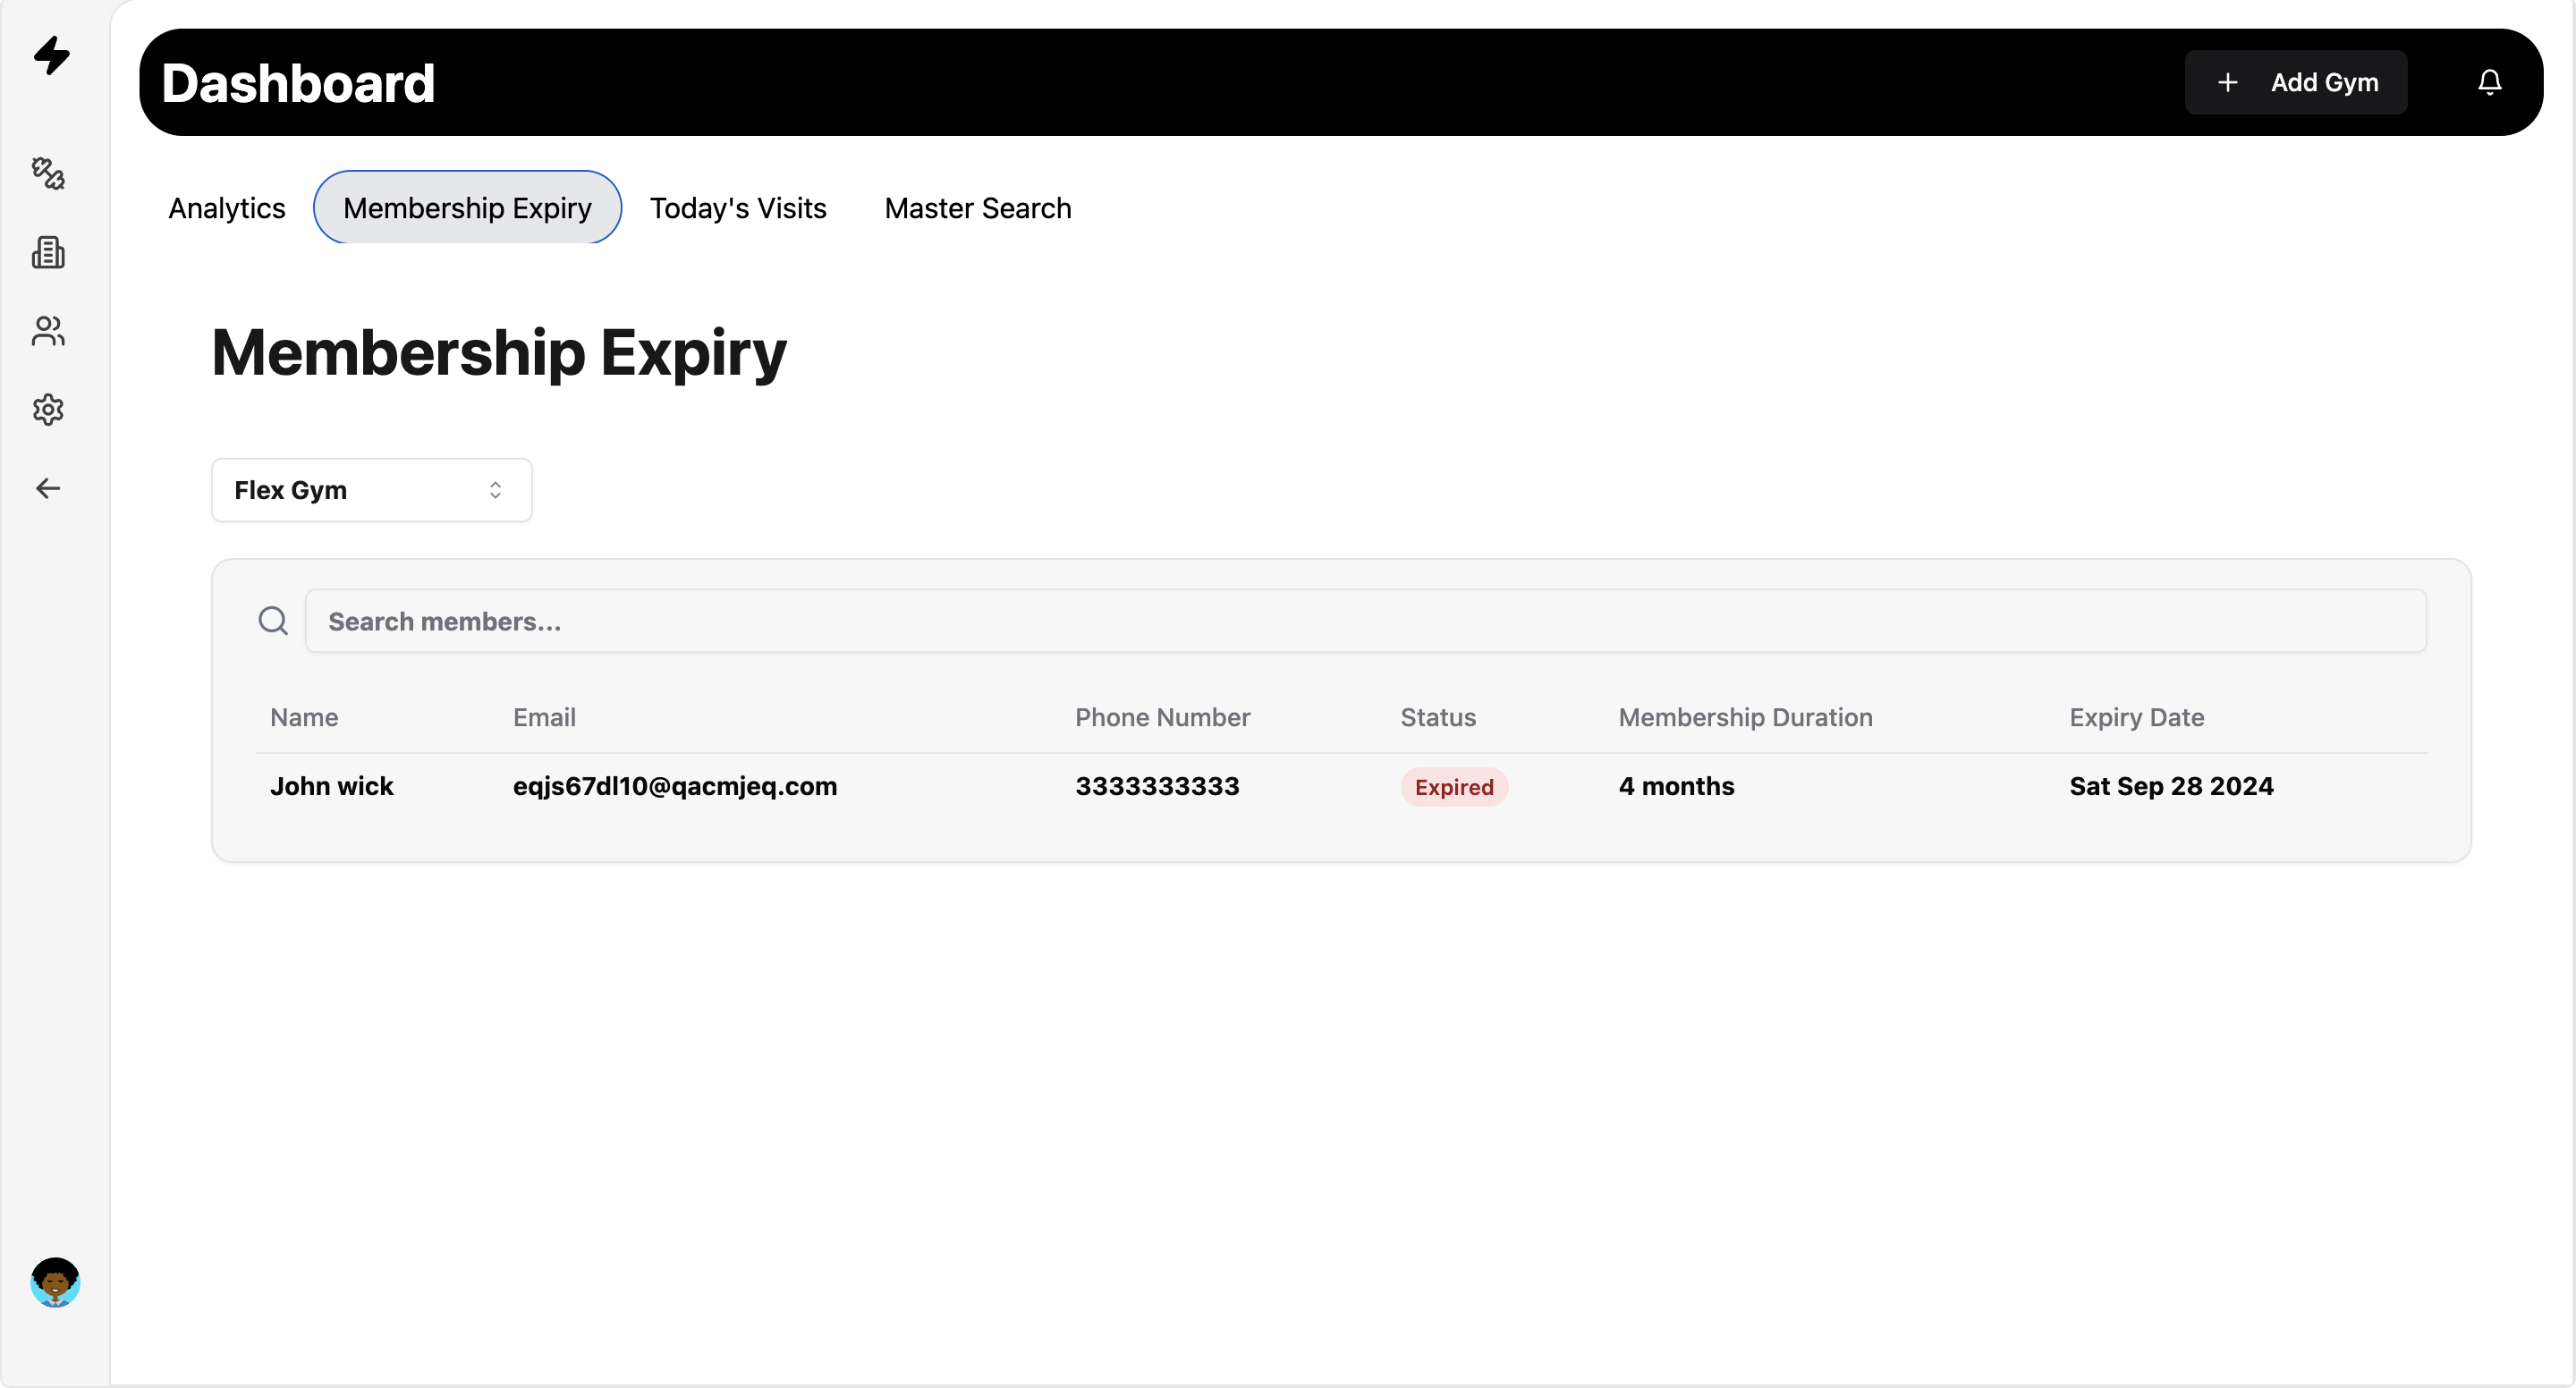 Dashboard
Add Gym
Analytics Membership Expiry Today's Visits Master Search
Membership Expiry
Flex Gym
Search members...
Name Email Phone Number Status Membership Duration Expiry Date
John wick eqjs67dl10@qacmjeq.com 3333333333 Expired 4 months Sat Sep 28 2024